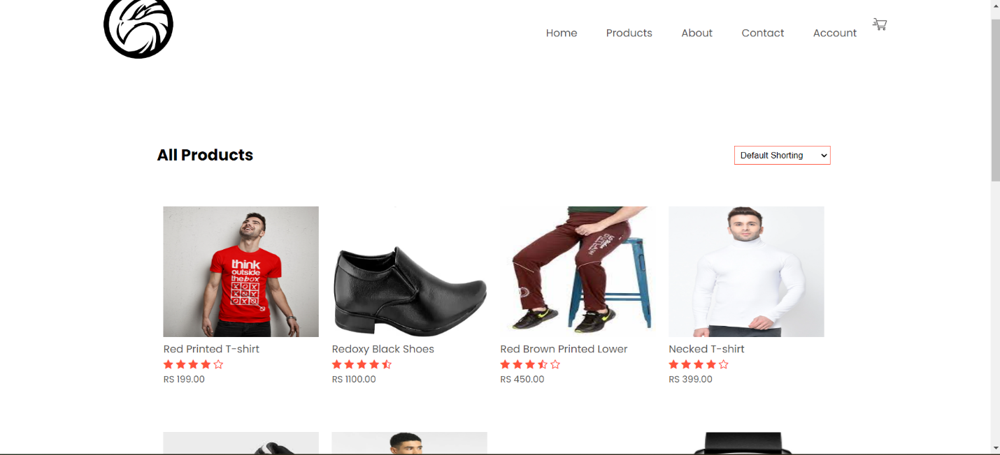 Home Products About Contact Account
All Products
Default Shorting
think
outside
the box
Red Printed T-shirt
Redoxy Black Shoes
Red Brown Printed Lower
Necked T-shirt
RS 199.00
RS 1100.00
RS 450.00
RS 399.00